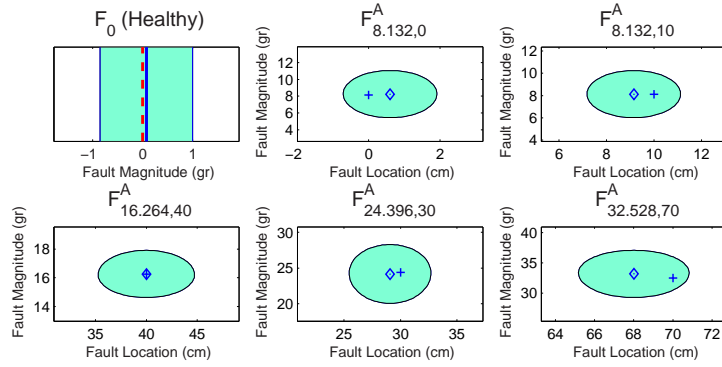 F0 (Healthy)
−1 0 1
Fault Magnitude (gr)
F^A 8.132,0
Fault Magnitude (gr)
12
10
8
6
4
−2 0 2
Fault Location (cm)
F^A 8.132,10
Fault Magnitude (gr)
12
10
8
6
4
6 8 10 12
Fault Location (cm)
F^A 16.264,40
Fault Magnitude (gr)
18
16
14
35 40 45
Fault Location (cm)
F^A 24.396,30
Fault Magnitude (gr)
30
25
20
25 30 35
Fault Location (cm)
F^A 32.528,70
Fault Magnitude (gr)
40
35
30
64 66 68 70 72
Fault Location (cm)